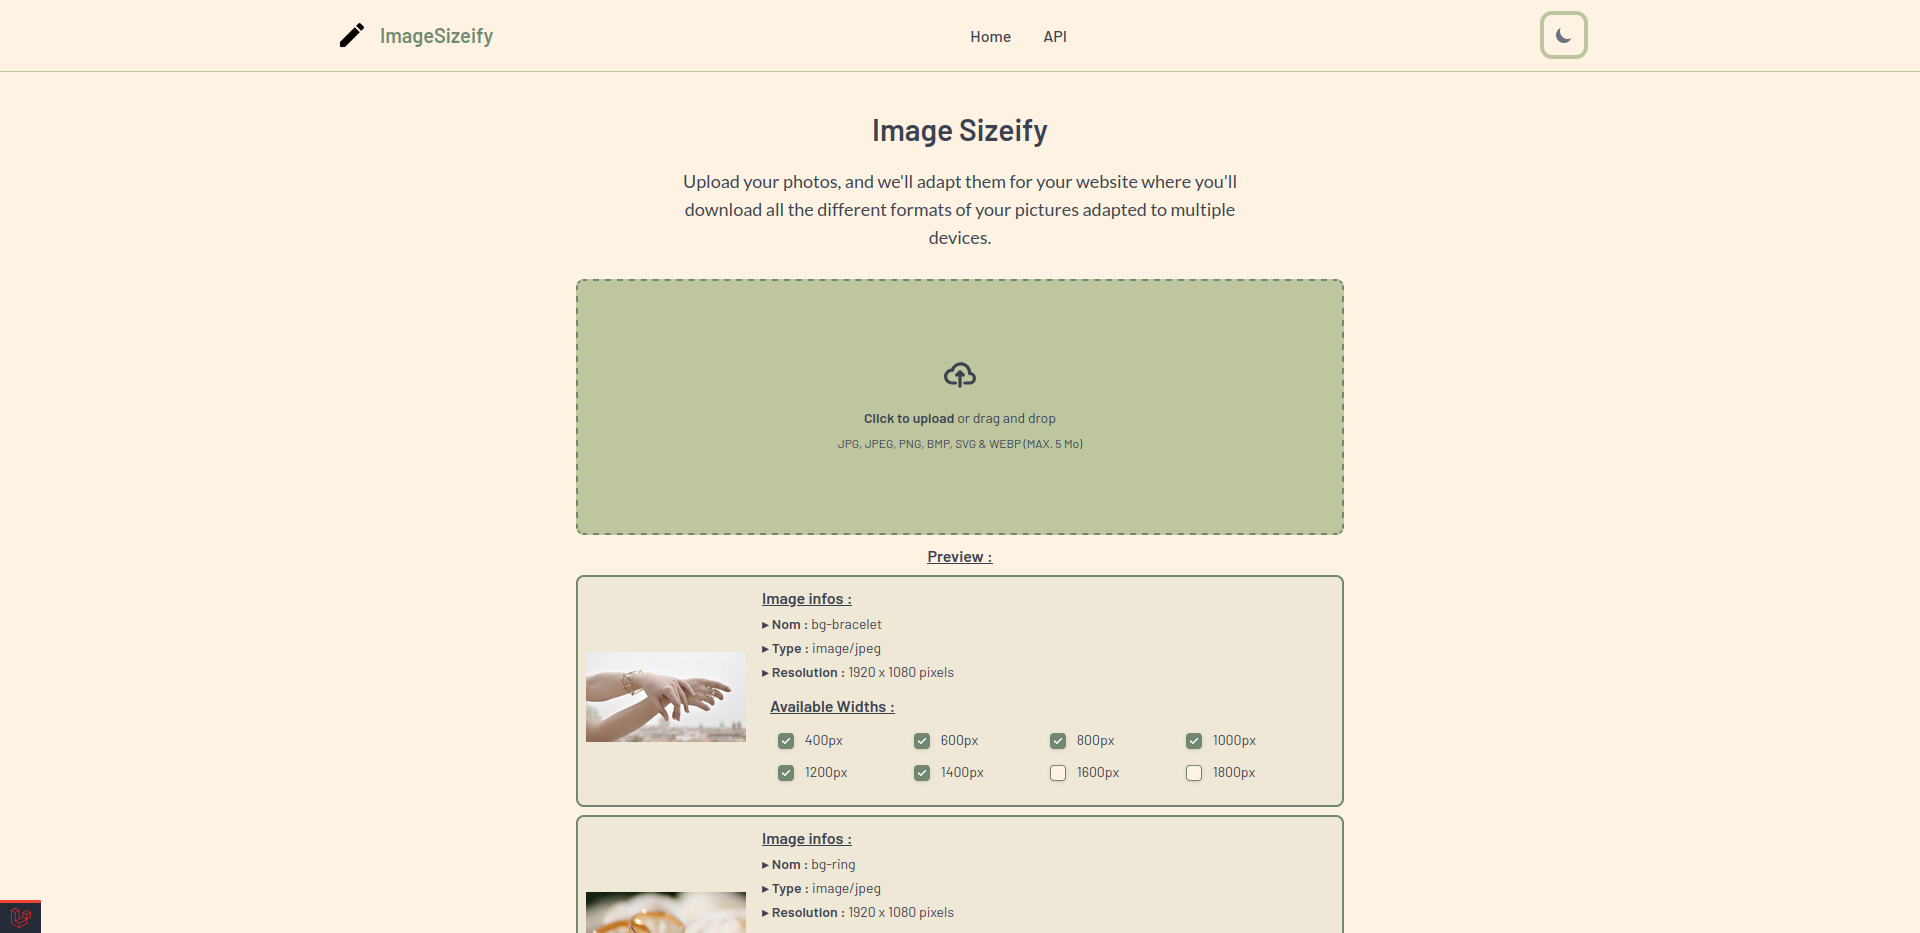 ImageSizeify
Home
API
Image Sizeify
Upload your photos, and we'll adapt them for your website where you'll
download all the different formats of your pictures adapted to multiple
devices.
Click to upload or drag and drop
JPG, JPEG, PNG, BMP, SVG & WEBP (MAX. 5 Mo)
Preview :
Image infos :
▸ Nom : bg-bracelet
▸ Type : image/jpeg
▸ Resolution : 1920 x 1080 pixels
Available Widths :
400px 600px 800px 1000px
1200px 1400px 1600px 1800px
Image infos :
▸ Nom : bg-ring
▸ Type : image/jpeg
▸ Resolution : 1920 x 1080 pixels